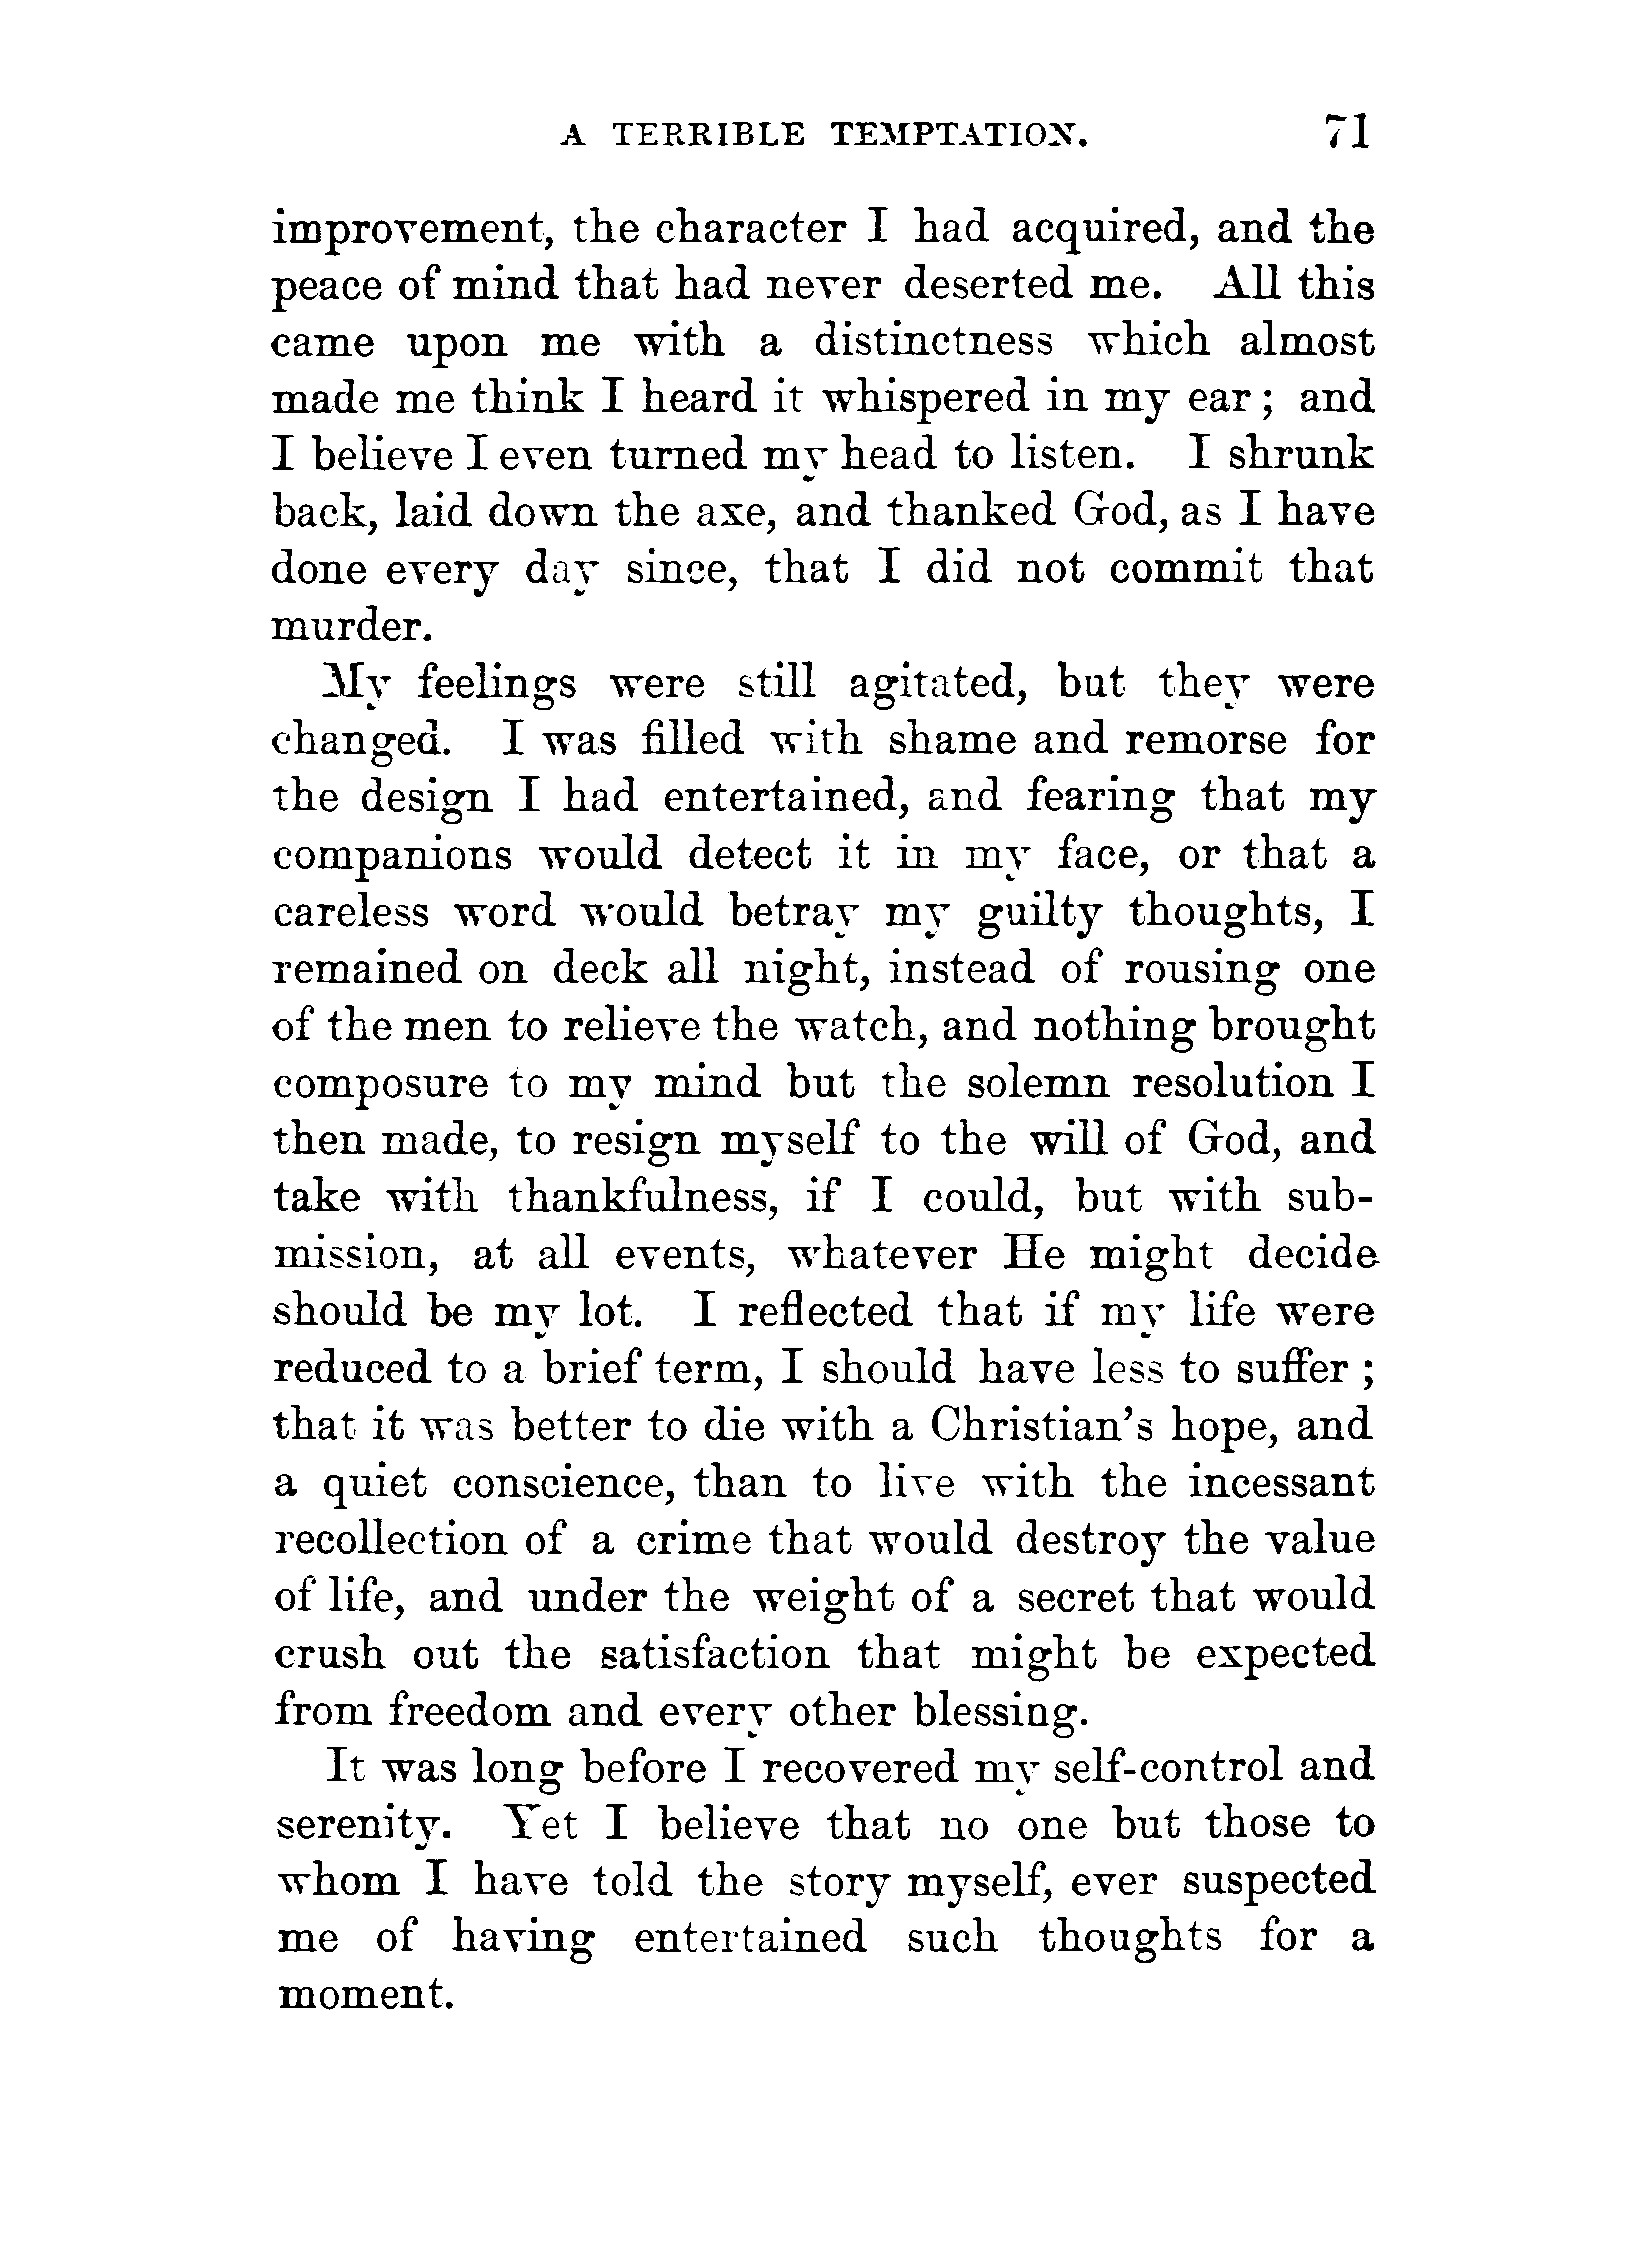 A TERRIBLE TEMPTATION. 71
improvement, the character I had acquired, and the
peace of mind that had never deserted me. All this
came upon me with a distinctness which almost
made me think I heard it whispered in my ear; and
I believe I even turned my head to listen. I shrunk
back, laid down the axe, and thanked God, as I have
done every day since, that I did not commit that
murder.
My feelings were still agitated, but they were
changed. I was filled with shame and remorse for
the design I had entertained, and fearing that my
companions would detect it in my face, or that a
careless word would betray my guilty thoughts, I
remained on deck all night, instead of rousing one
of the men to relieve the watch, and nothing brought
composure to my mind but the solemn resolution I
then made, to resign myself to the will of God, and
take with thankfulness, if I could, but with sub-
mission, at all events, whatever He might decide
should be my lot. I reflected that if my life were
reduced to a brief term, I should have less to suffer;
that it was better to die with a Christian's hope, and
a quiet conscience, than to live with the incessant
recollection of a crime that would destroy the value
of life, and under the weight of a secret that would
crush out the satisfaction that might be expected
from freedom and every other blessing.
It was long before I recovered my self-control and
serenity. Yet I believe that no one but those to
whom I have told the story myself, ever suspected
me of having entertained such thoughts for a
moment.